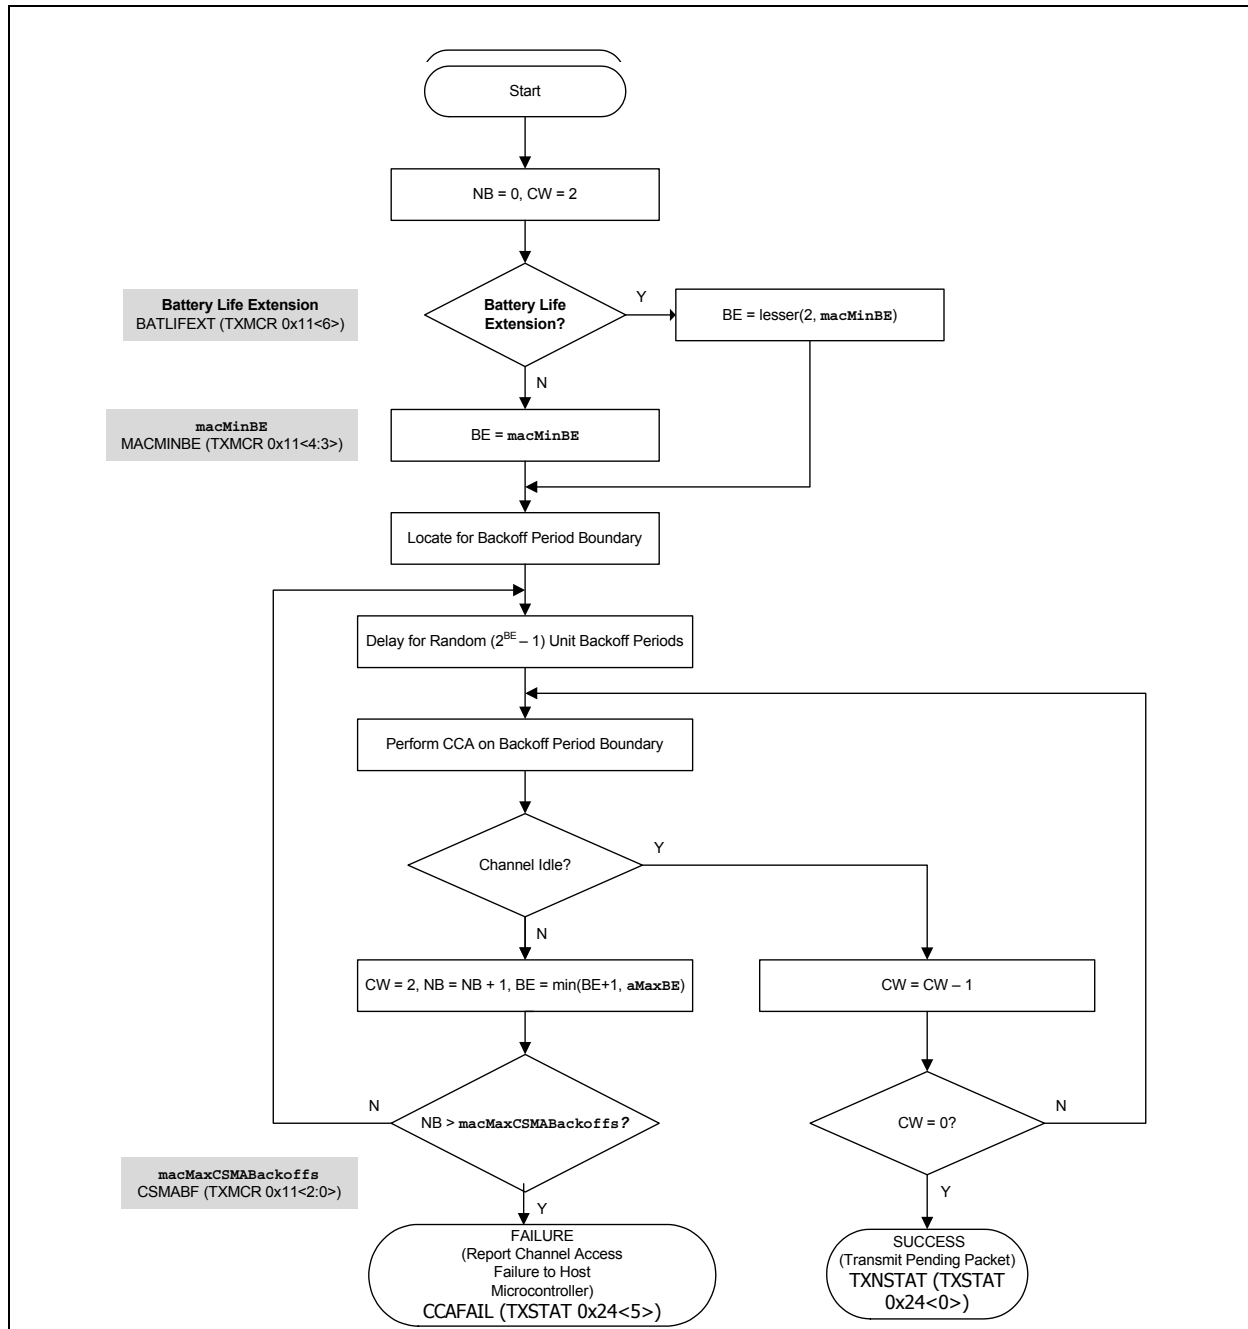 Start
NB = 0, CW = 2
Battery Life Extension
BATLIFEXT (TXMCR 0x11<6>)
Battery Life
Extension?
Y
BE = lesser(2, macMinBE)
N
macMinBE
MACMINBE (TXMCR 0x11<4:3>)
BE = macMinBE
Locate for Backoff Period Boundary
Delay for Random (2^BE – 1) Unit Backoff Periods
Perform CCA on Backoff Period Boundary
Channel Idle?
Y
N
CW = 2, NB = NB + 1, BE = min(BE+1, aMaxBE)
CW = CW – 1
N
NB > macMaxCSMABackoffs?
CW = 0?
N
macMaxCSMABackoffs
CSMABF (TXMCR 0x11<2:0>)
Y
Y
FAILURE
(Report Channel Access
Failure to Host
Microcontroller)
CCAFAIL (TXSTAT 0x24<5>)
SUCCESS
(Transmit Pending Packet)
TXNSTAT (TXSTAT
0x24<0>)